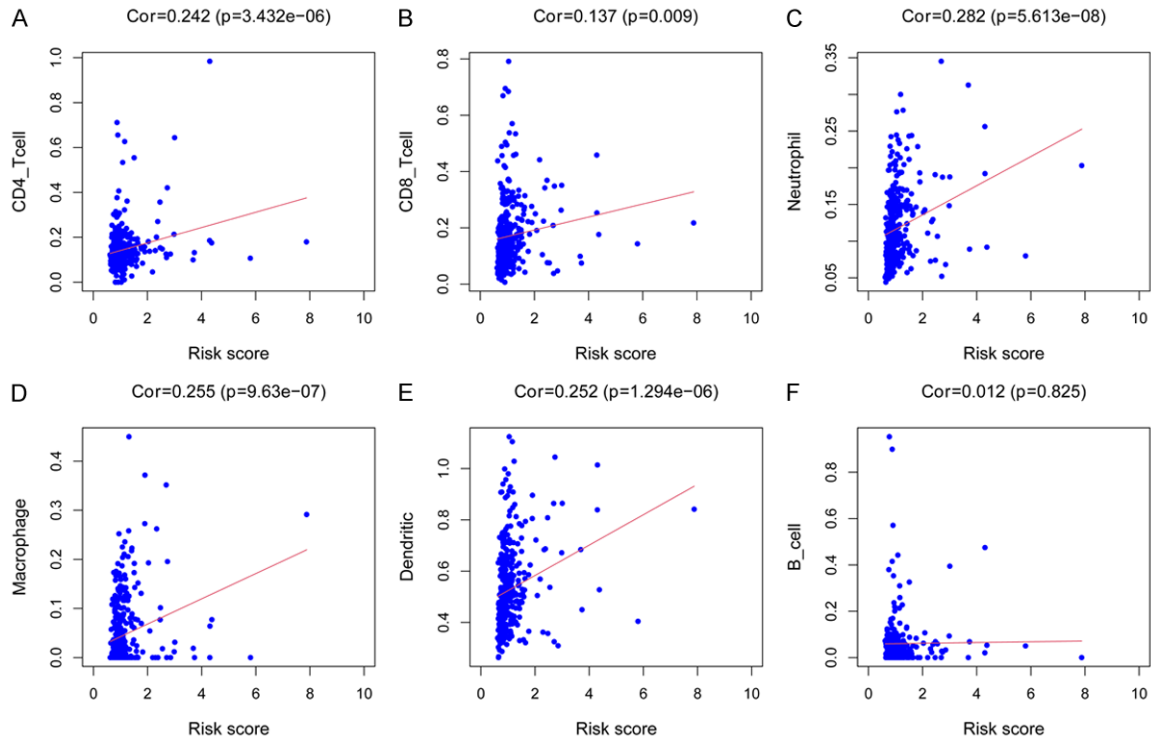 A
Cor=0.242 (p=3.432e−06)
CD4_Tcell
0.0 0.2 0.4 0.6 0.8 1.0
0 2 4 6 8 10
Risk score
B
Cor=0.137 (p=0.009)
CD8_Tcell
0.0 0.2 0.4 0.6 0.8
0 2 4 6 8 10
Risk score
C
Cor=0.282 (p=5.613e−08)
Neutrophil
0.05 0.15 0.25 0.35
0 2 4 6 8 10
Risk score
D
Cor=0.255 (p=9.63e−07)
Macrophage
0.0 0.1 0.2 0.3 0.4
0 2 4 6 8 10
Risk score
E
Cor=0.252 (p=1.294e−06)
Dendritic
0.4 0.6 0.8 1.0
0 2 4 6 8 10
Risk score
F
Cor=0.012 (p=0.825)
B_cell
0.0 0.2 0.4 0.6 0.8
0 2 4 6 8 10
Risk score